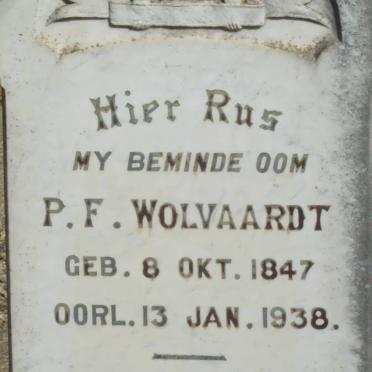 Hier Rus
MY BEMINDE OOM
P.F. WOLVAARDT
GEB. 8 OKT. 1847
OORL. 13 JAN. 1938.